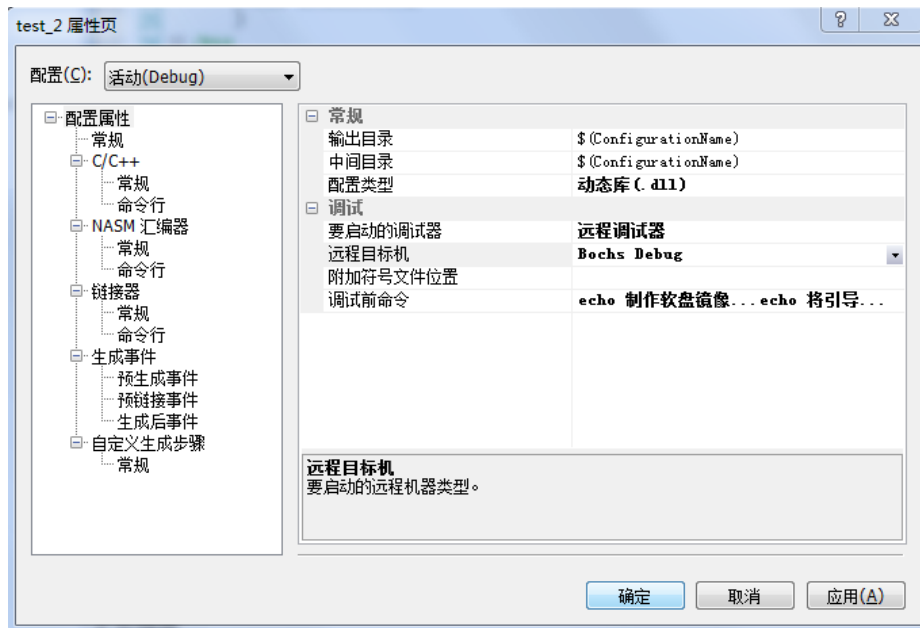 test_2 属性页
配置(C): 活动(Debug)
配置属性
常规
C/C++
常规
命令行
NASM 汇编器
常规
命令行
链接器
常规
命令行
生成事件
预生成事件
预链接事件
生成后事件
自定义生成步骤
常规
常规
输出目录 $(ConfigurationName)
中间目录 $(ConfigurationName)
配置类型 动态库(.dll)
调试
要启动的调试器 远程调试器
远程目标机 Bochs Debug
附加符号文件位置
调试前命令 echo 制作软盘镜像...echo 将引导...
远程目标机
要启动的远程机器类型。
确定 取消 应用(A)